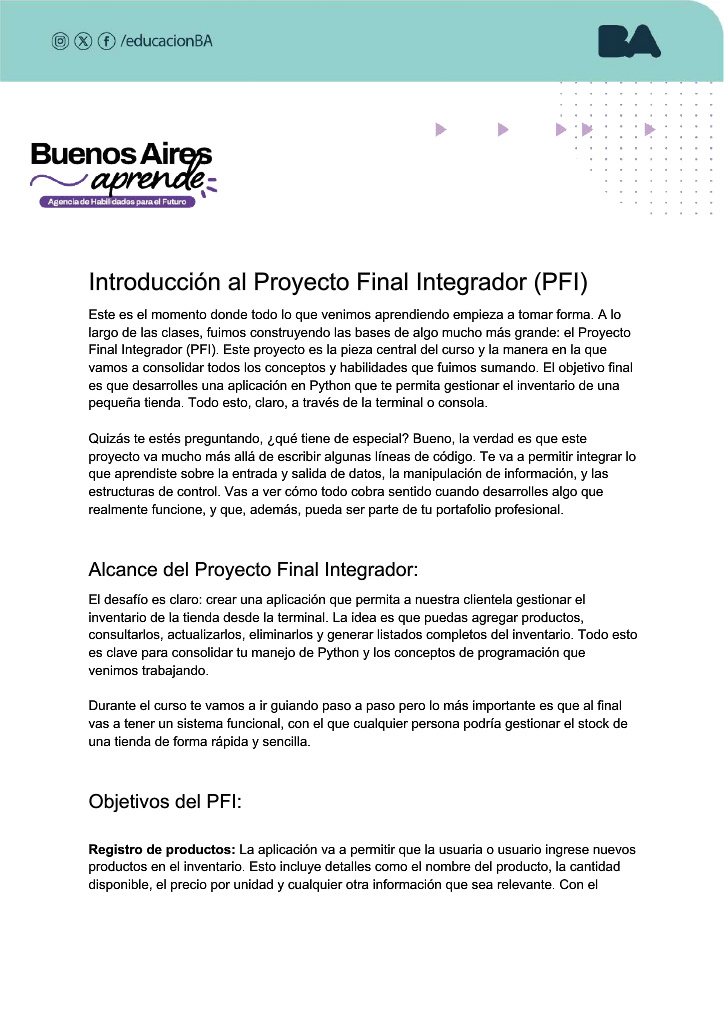 /educacionBA
BA
Buenos Aires
aprende
Agencia de Habilidades para el Futuro
Introducción al Proyecto Final Integrador (PFI)
Este es el momento donde todo lo que venimos aprendiendo empieza a tomar forma. A lo
largo de las clases, fuimos construyendo las bases de algo mucho más grande: el Proyecto
Final Integrador (PFI). Este proyecto es la pieza central del curso y la manera en la que
vamos a consolidar todos los conceptos y habilidades que fuimos sumando. El objetivo final
es que desarrolles una aplicación en Python que te permita gestionar el inventario de una
pequeña tienda. Todo esto, claro, a través de la terminal o consola.
Quizás te estés preguntando, ¿qué tiene de especial? Bueno, la verdad es que este
proyecto va mucho más allá de escribir algunas líneas de código. Te va a permitir integrar lo
que aprendiste sobre la entrada y salida de datos, la manipulación de información, y las
estructuras de control. Vas a ver cómo todo cobra sentido cuando desarrolles algo que
realmente funcione, y que, además, pueda ser parte de tu portafolio profesional.
Alcance del Proyecto Final Integrador:
El desafío es claro: crear una aplicación que permita a nuestra clientela gestionar el
inventario de la tienda desde la terminal. La idea es que puedas agregar productos,
consultarlos, actualizarlos, eliminarlos y generar listados completos del inventario. Todo esto
es clave para consolidar tu manejo de Python y los conceptos de programación que
venimos trabajando.
Durante el curso te vamos a ir guiando paso a paso pero lo más importante es que al final
vas a tener un sistema funcional, con el que cualquier persona podría gestionar el stock de
una tienda de forma rápida y sencilla.
Objetivos del PFI:
Registro de productos: La aplicación va a permitir que la usuaria o usuario ingrese nuevos
productos en el inventario. Esto incluye detalles como el nombre del producto, la cantidad
disponible, el precio por unidad y cualquier otra información que sea relevante. Con el